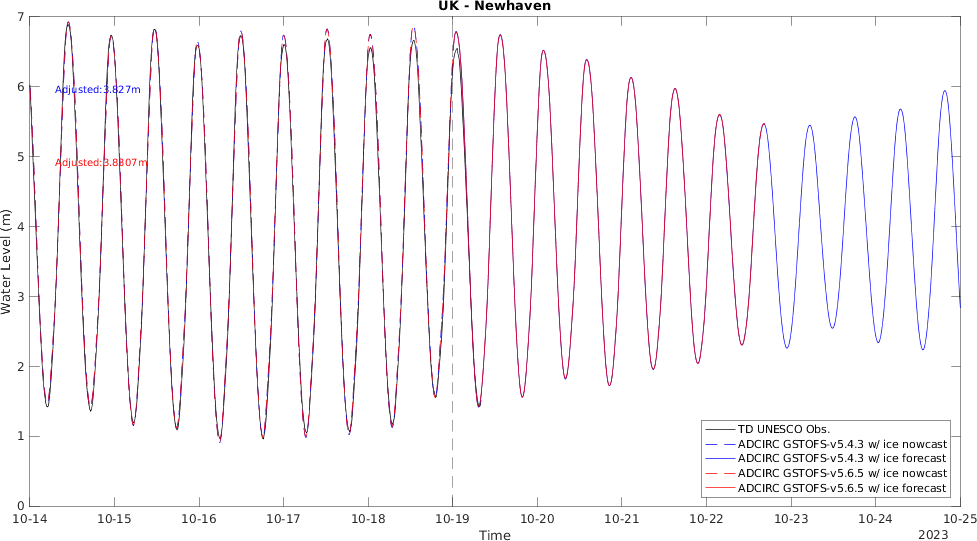 UK - Newhaven
7
6
5
4
3
2
1
0
Water Level (m)
Adjusted:3.827m
Adjusted:3.8307m
TD UNESCO Obs.
ADCIRC GSTOFS-v5.4.3 w/ ice nowcast
ADCIRC GSTOFS-v5.4.3 w/ ice forecast
ADCIRC GSTOFS-v5.6.5 w/ ice nowcast
ADCIRC GSTOFS-v5.6.5 w/ ice forecast
10-14 10-15 10-16 10-17 10-18 10-19 10-20 10-21 10-22 10-23 10-24 10-25
Time
2023